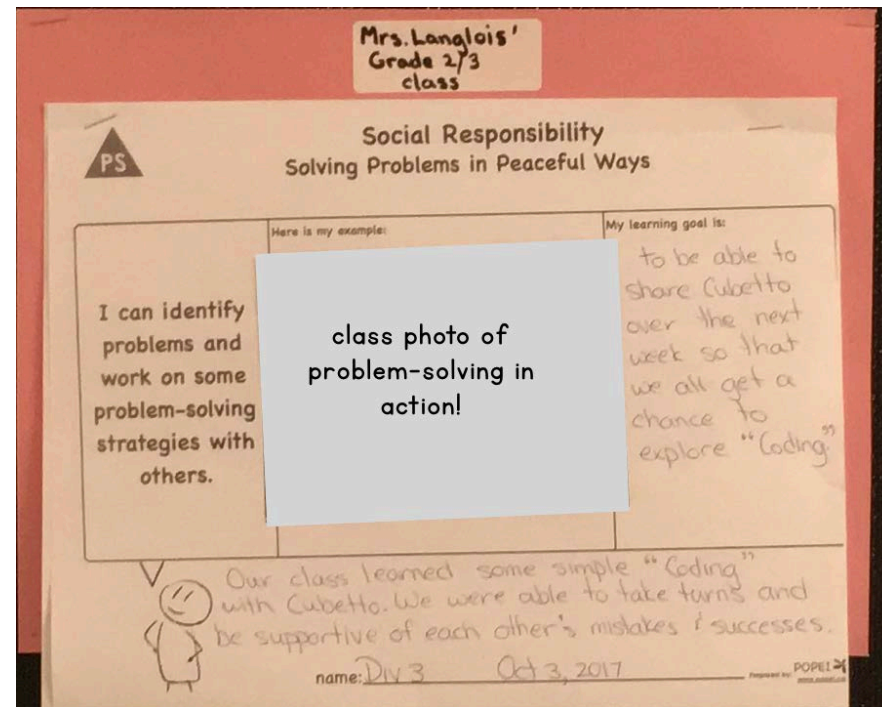 Mrs. Langlois'
Grade 2/3
class
PS
Social Responsibility
Solving Problems in Peaceful Ways
I can identify
problems and
work on some
problem-solving
strategies with
others.
Here is my example:
class photo of
problem-solving in
action!
My learning goal is:
to be able to
share Cubetto
over the next
week so that
we all get a
chance to
explore "Coding."
Our class learned some simple "Coding"
with Cubetto. We were able to take turns and
be supportive of each other's mistakes & successes.
name: Div 3 Oct 3, 2017
Prepared by: POPEI